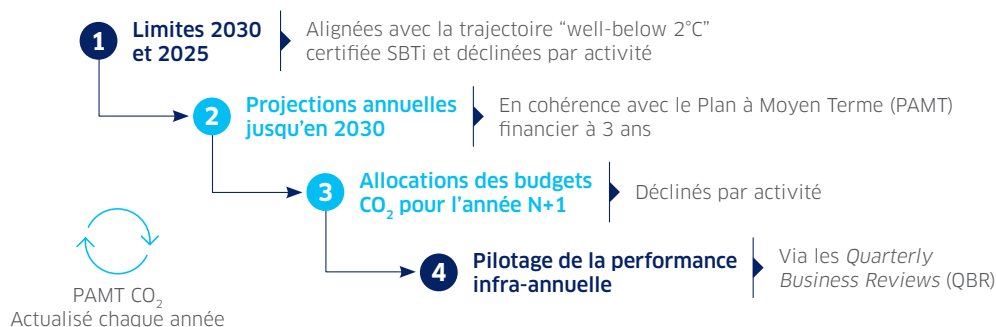 1
Limites 2030
et 2025
Alignées avec la trajectoire “well-below 2°C”
certifiée SBTi et déclinées par activité
2
Projections annuelles
jusqu’en 2030
En cohérence avec le Plan à Moyen Terme (PAMT)
financier à 3 ans
3
Allocations des budgets
CO₂ pour l’année N+1
Déclinés par activité
4
Pilotage de la performance
infra-annuelle
Via les Quarterly
Business Reviews (QBR)
PAMT CO₂
Actualisé chaque année